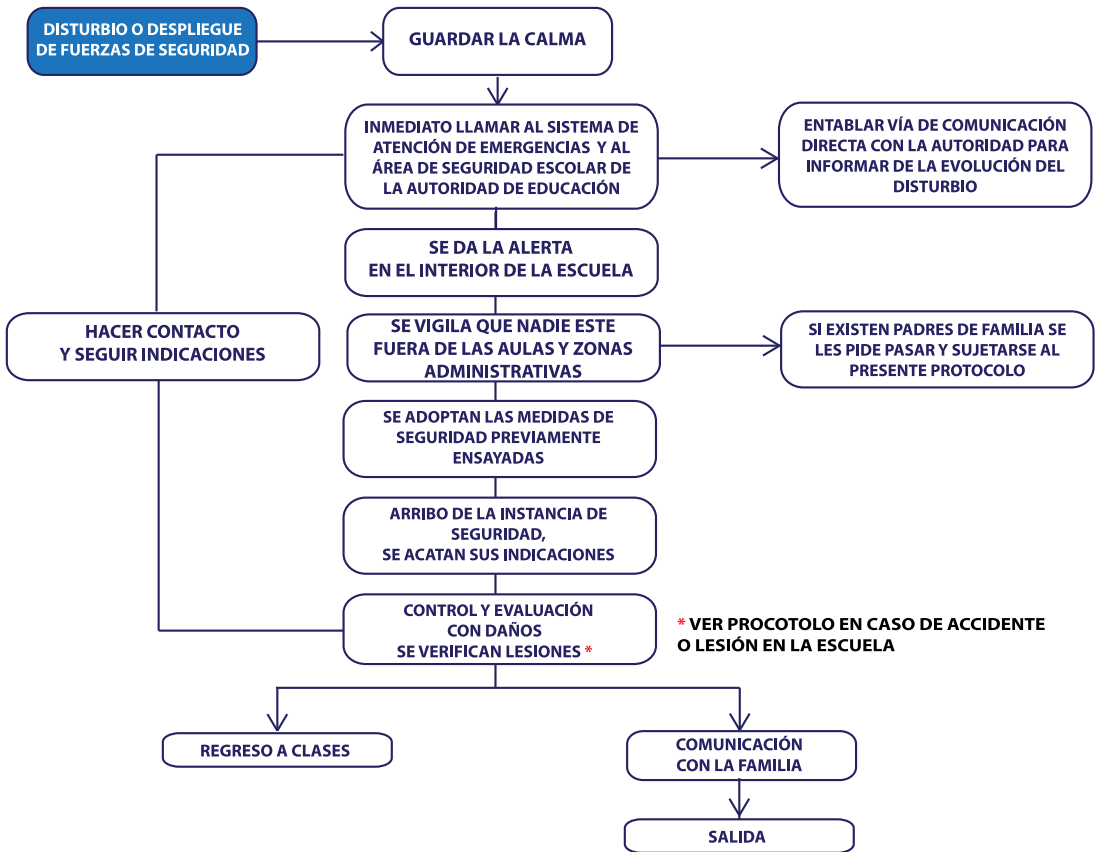 DISTURBIO O DESPLIEGUE
DE FUERZAS DE SEGURIDAD
GUARDAR LA CALMA
INMEDIATO LLAMAR AL SISTEMA DE
ATENCIÓN DE EMERGENCIAS Y AL
ÁREA DE SEGURIDAD ESCOLAR DE
LA AUTORIDAD DE EDUCACIÓN
ENTABLAR VÍA DE COMUNICACIÓN
DIRECTA CON LA AUTORIDAD PARA
INFORMAR DE LA EVOLUCIÓN DEL
DISTURBIO
SE DA LA ALERTA
EN EL INTERIOR DE LA ESCUELA
HACER CONTACTO
Y SEGUIR INDICACIONES
SE VIGILA QUE NADIE ESTE
FUERA DE LAS AULAS Y ZONAS
ADMINISTRATIVAS
SI EXISTEN PADRES DE FAMILIA SE
LES PIDE PASAR Y SUJETARSE AL
PRESENTE PROTOCOLO
SE ADOPTAN LAS MEDIDAS DE
SEGURIDAD PREVIAMENTE
ENSAYADAS
ARRIBO DE LA INSTANCIA DE
SEGURIDAD,
SE ACATAN SUS INDICACIONES
CONTROL Y EVALUACIÓN
CON DAÑOS
SE VERIFICAN LESIONES *
* VER PROCOTOLO EN CASO DE ACCIDENTE
O LESIÓN EN LA ESCUELA
REGRESO A CLASES
COMUNICACIÓN
CON LA FAMILIA
SALIDA